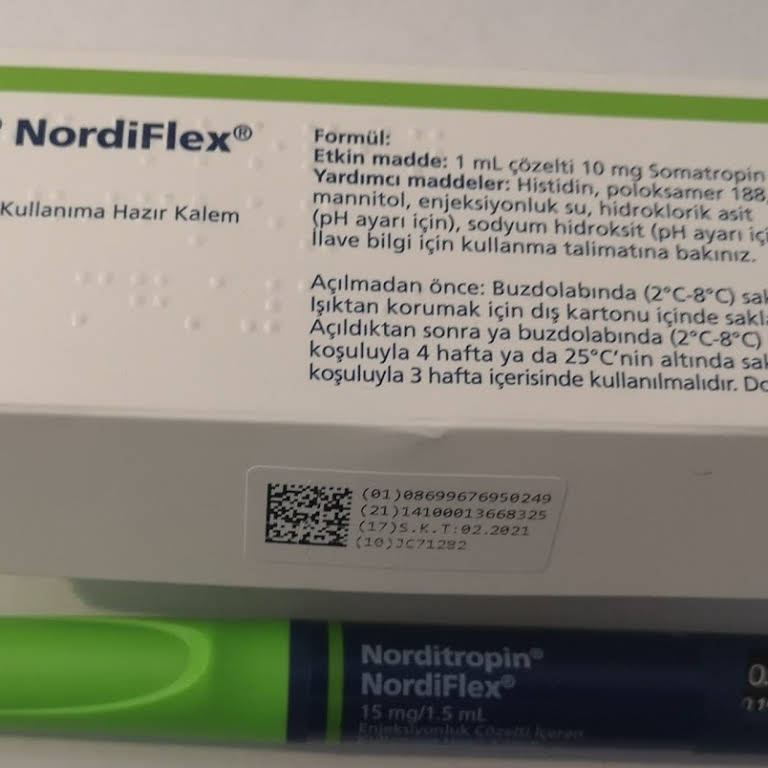 NordiFlex®
Kullanıma Hazır Kalem
Formül:
Etkin madde: 1 mL çözelti 10 mg Somatropin
Yardımcı maddeler: Histidin, poloksamer 188,
mannitol, enjeksiyonluk su, hidroklorik asit
(pH ayarı için), sodyum hidroksit (pH ayarı içi
İlave bilgi için kullanma talimatına bakınız.
Açılmadan önce: Buzdolabında (2°C-8°C) sak
Işıktan korumak için dış kartonu içinde sakla
Açıldıktan sonra ya buzdolabında (2°C-8°C)
koşuluyla 4 hafta ya da 25°C'nin altında sak
koşuluyla 3 hafta içerisinde kullanılmalıdır. Do
(01)08699676950249
(21)14100013668325
(17)S.K.T:02.2021
(10)JC71282
Norditropin®
NordiFlex®
15 mg/1.5 mL
Enjeksiyonluk Çözelti İçeren